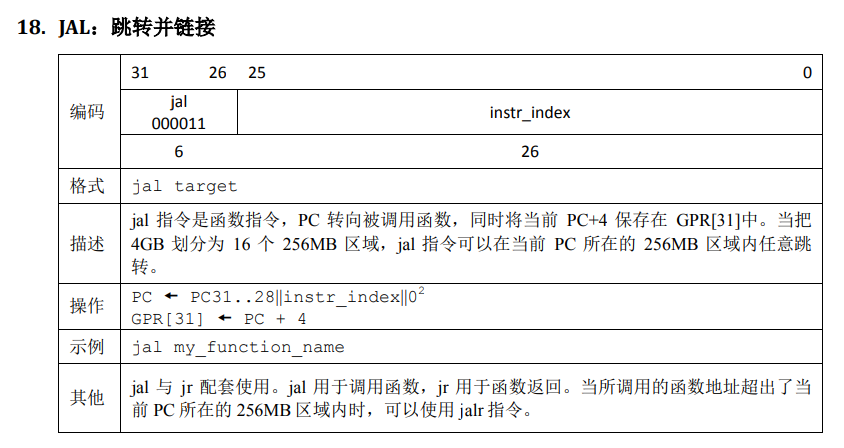 18. JAL：跳转并链接
编码
31 26 25 0
jal
000011
instr_index
6 26
格式 jal target
描述
jal 指令是函数指令，PC 转向被调用函数，同时将当前 PC+4 保存在 GPR[31]中。当把
4GB 划分为 16 个 256MB 区域，jal 指令可以在当前 PC 所在的 256MB 区域内任意跳
转。
操作
PC ← PC31..28||instr_index||0²
GPR[31] ← PC + 4
示例 jal my_function_name
其他
jal 与 jr 配套使用。jal 用于调用函数，jr 用于函数返回。当所调用的函数地址超出了当
前 PC 所在的 256MB 区域内时，可以使用 jalr 指令。